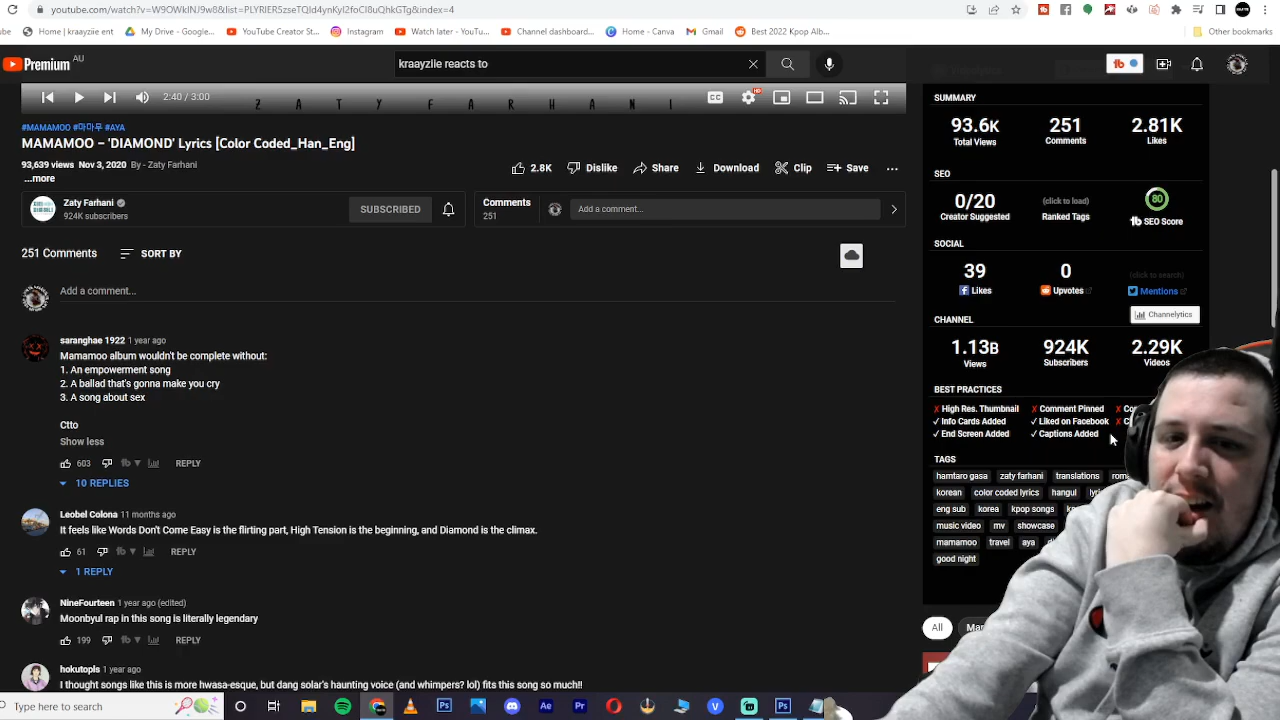 youtube.com/watch?v=W9OWkINJ9w8&list=PLYRIERSzseTQId4ynKyI2foCI8uQhkGTg&index=4
ube
Home | kraayziie ent
My Drive - Google...
YouTube Creator St...
Instagram
Watch later - YouTu...
Channel dashboard...
Home - Canva
Gmail
Best 2022 Kpop Alb...
Other bookmarks
Premium AU
kraayziie reacts to
2:40 / 3:00
Z A T Y F A R H A N I
CC
#MAMAMOO #마마무 #AYA
MAMAMOO – 'DIAMOND' Lyrics [Color Coded_Han_Eng]
93,639 views Nov 3, 2020 By - Zaty Farhani
...more
2.8K Dislike Share Download Clip Save
Zaty Farhani
924K subscribers
SUBSCRIBED
Comments
251
Add a comment...
251 Comments SORT BY
Add a comment...
saranghae 1922 1 year ago
Mamamoo album wouldn't be complete without:
1. An empowerment song
2. A ballad that's gonna make you cry
3. A song about sex
Ctto
Show less
603 REPLY
10 REPLIES
Leobel Colona 11 months ago
It feels like Words Don't Come Easy is the flirting part, High Tension is the beginning, and Diamond is the climax.
61 REPLY
1 REPLY
NineFourteen 1 year ago (edited)
Moonbyul rap in this song is literally legendary
199 REPLY
hokutopis 1 year ago
I thought songs like this is more hwasa-esque, but dang solar's haunting voice (and whimpers? lol) fits this song so much!!
SUMMARY
93.6K 251 2.81K
Total Views Comments Likes
SEO
0/20 (click to load) 80
Creator Suggested Ranked Tags SEO Score
SOCIAL
39 0 (click to search)
Likes Upvotes Mentions
CHANNEL
Channelytics
1.13B 924K 2.29K
Views Subscribers Videos
BEST PRACTICES
✗ High Res. Thumbnail ✗ Comment Pinned ✗
✓ Info Cards Added ✓ Liked on Facebook ✗
✓ End Screen Added ✓ Captions Added
TAGS
hamtaro gasa zaty farhani translations
korean color coded lyrics hangul
eng sub korea kpop songs
music video mv showcase
mamamoo travel aya
good night
All
Type here to search